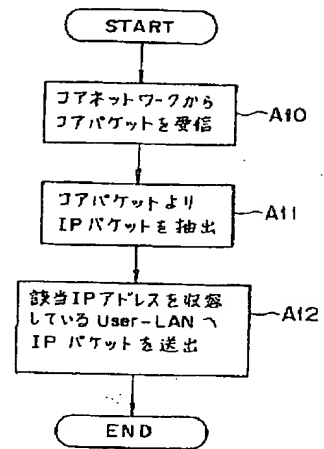 START
コアネットワークから
コアパケットを受信
A10
コアパケットより
IPパケットを抽出
A11
該当IPアドレスを収容
しているUser-LANへ
IPパケットを送出
A12
END